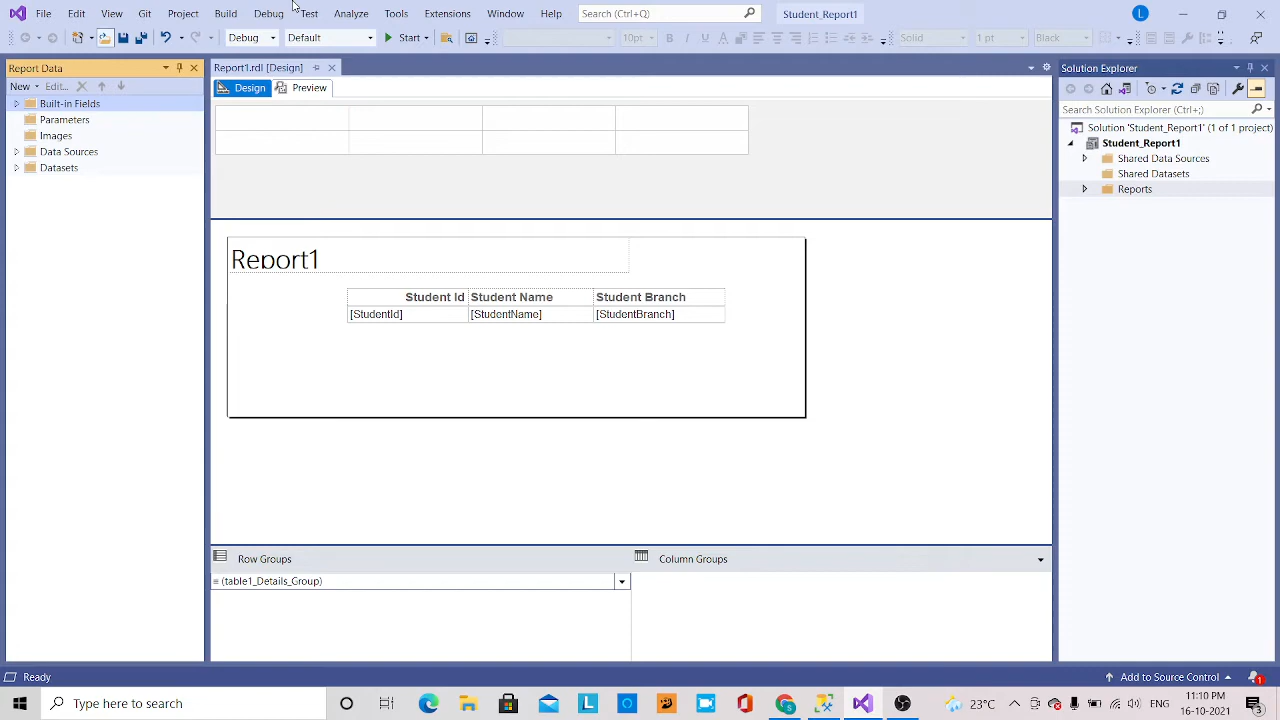 File Edit View Project Build Debug Test Analyze Tools Extensions Window Help Search (Ctrl+Q) Student_Report1 L
Debug Default Start 10pt B I U Solid 1 pt Black
Report Data
Report1.rdl [Design]
Solution Explorer
New Edit...
Design Preview
Built-in Fields
Parameters
Images
Data Sources
Datasets
Search Solution Explorer (Ctrl+;)
Solution 'Student_Report1' (1 of 1 project)
Student_Report1
Shared Data Sources
Shared Datasets
Reports
Report1
Student Id Student Name Student Branch
[StudentId] [StudentName] [StudentBranch]
Row Groups Column Groups
(table1_Details_Group)
Ready Add to Source Control 1
Type here to search L S 23°C ENG 11:10 PM
16-10-2021 3